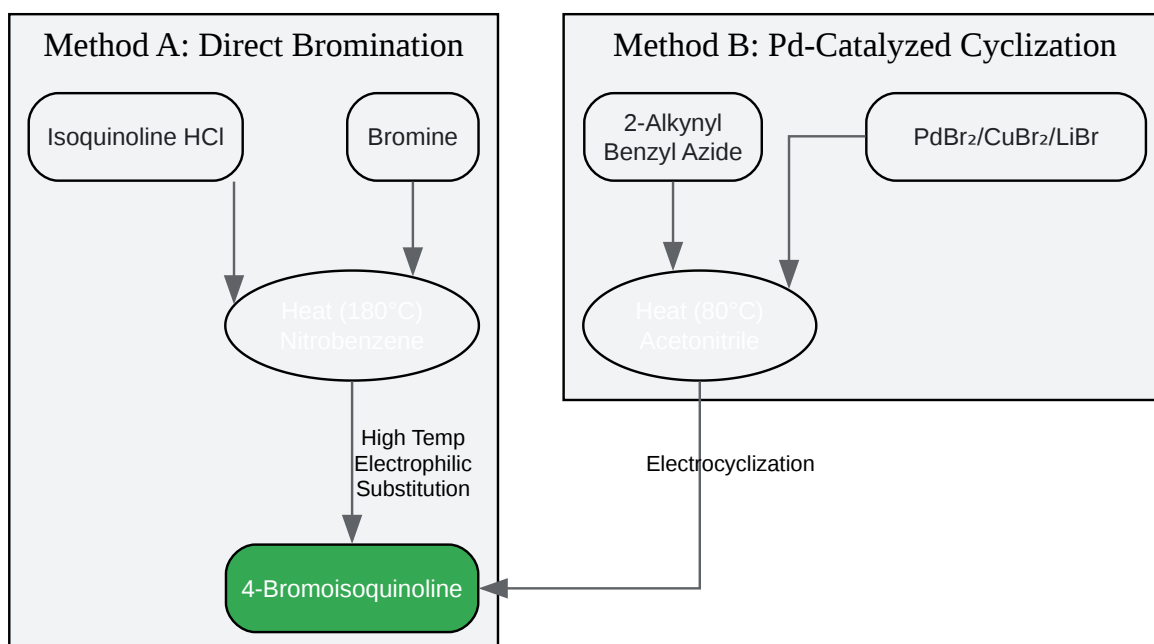 Method A: Direct Bromination
Isoquinoline HCl
Bromine
Heat (180°C)
Nitrobenzene
High Temp
Electrophilic
Substitution
4-Bromoisoquinoline
Method B: Pd-Catalyzed Cyclization
2-Alkynyl
Benzyl Azide
PdBr₂/CuBr₂/LiBr
Heat (80°C)
Acetonitrile
Electrocyclization